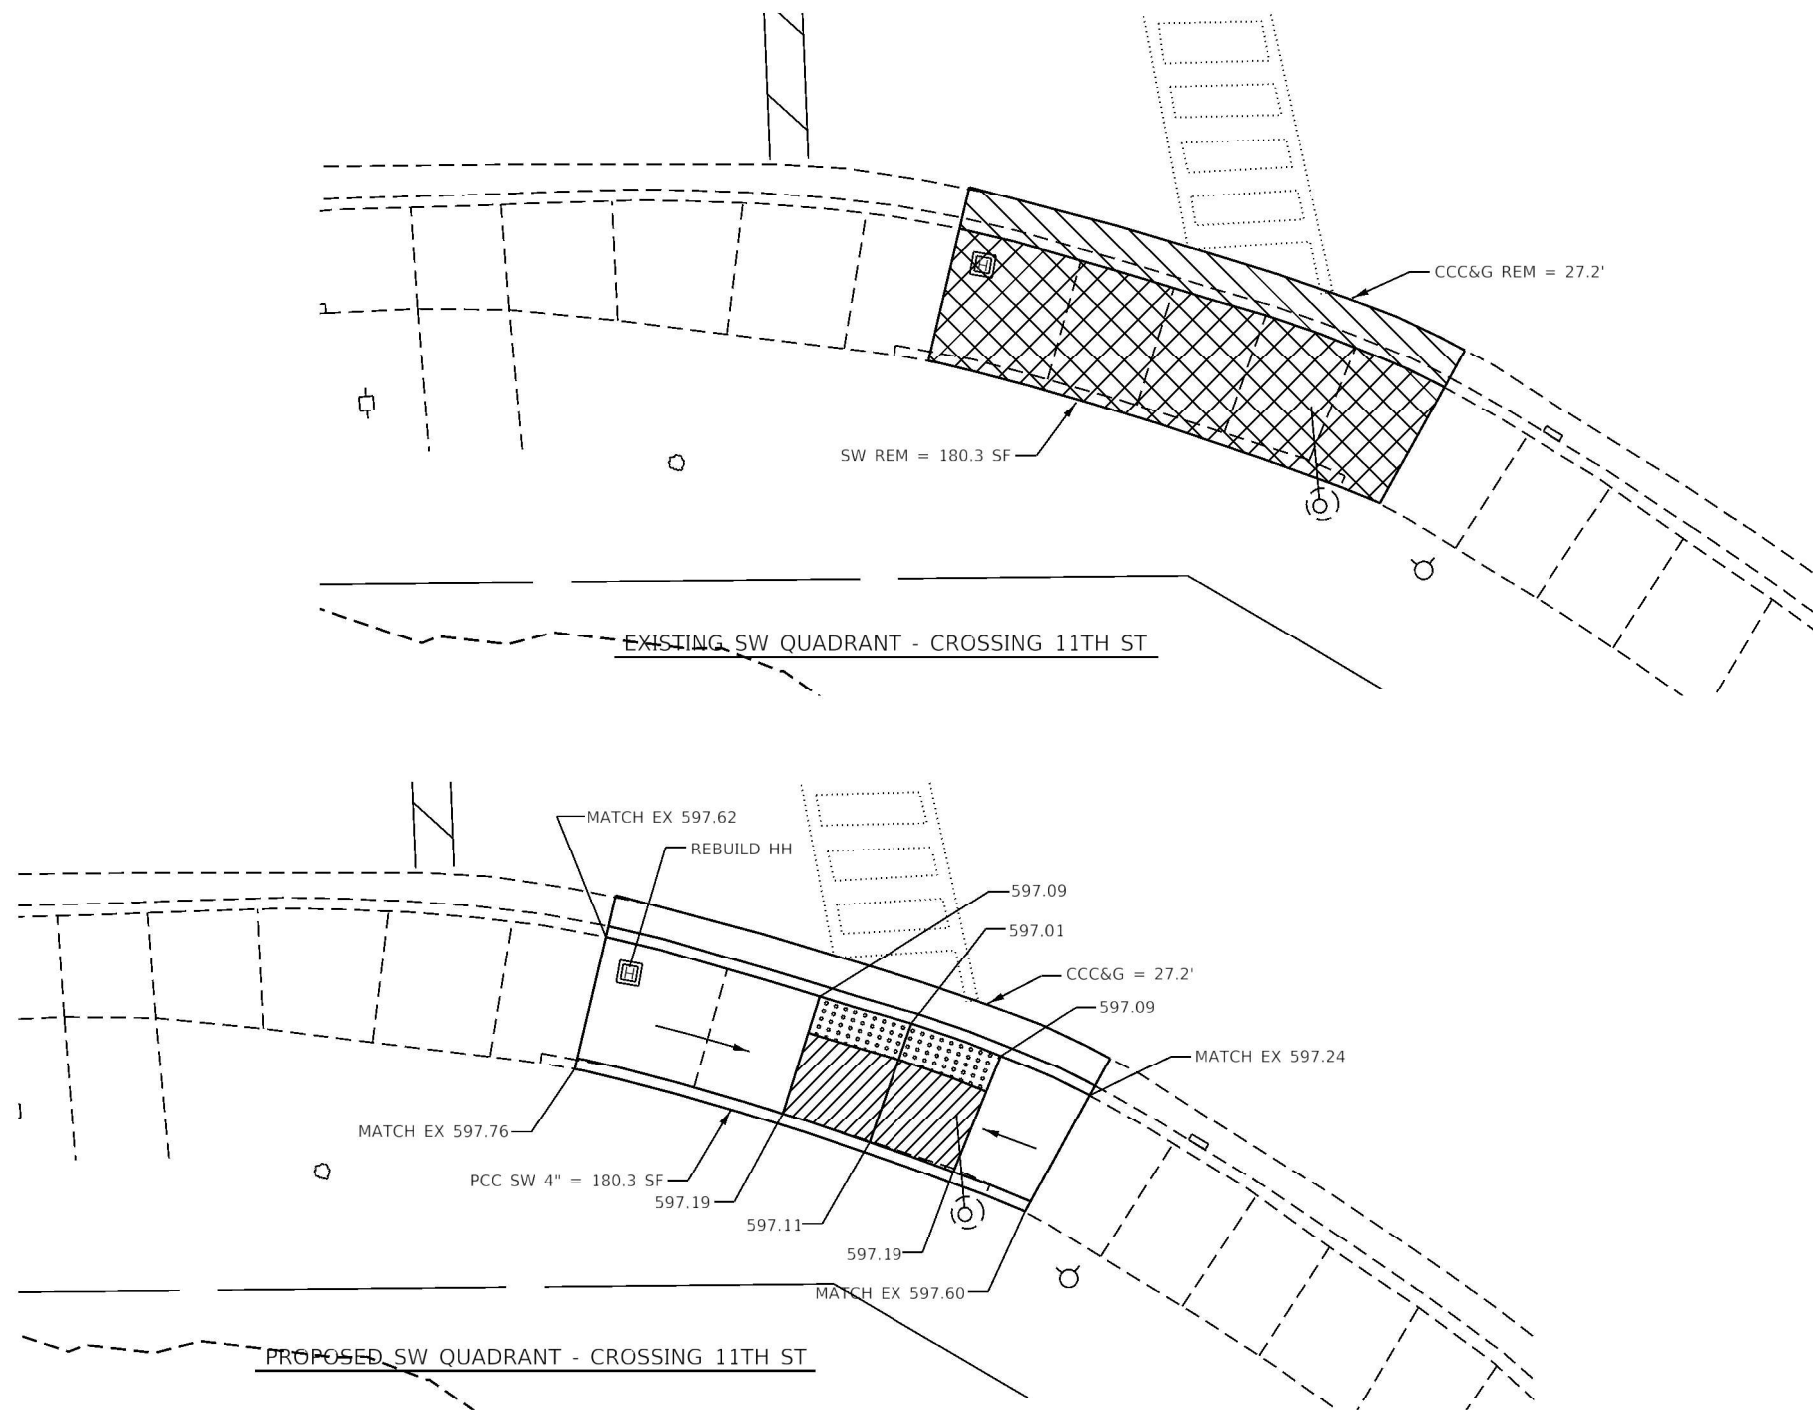 CCC&G REM = 27.2'
H
SW REM = 180.3 SF
EXISTING SW QUADRANT - CROSSING 11TH ST
MATCH EX 597.62
REBUILD HH
597.09
597.01
H
CCC&G = 27.2'
597.09
MATCH EX 597.24
MATCH EX 597.76
PCC SW 4" = 180.3 SF
597.19
597.11
597.19
MATCH EX 597.60
PROPOSED SW QUADRANT - CROSSING 11TH ST